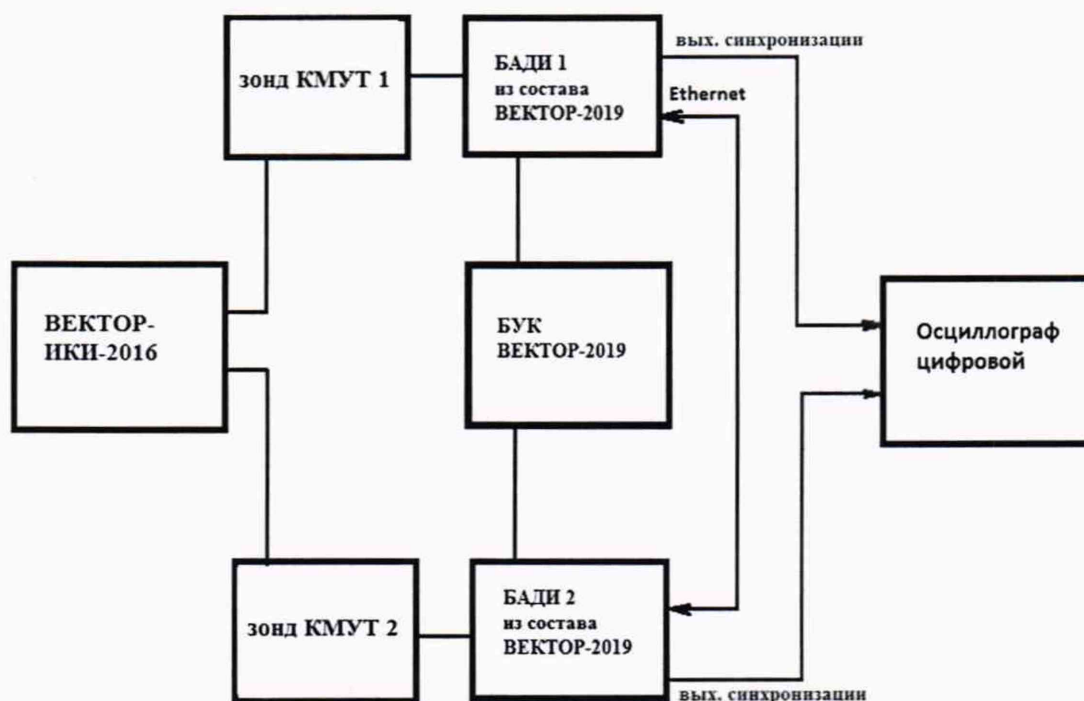 вых. синхронизации
зонд КМУТ 1
БАДИ 1
из состава
ВЕКТОР-2019
Ethernet
ВЕКТОР-
ИКИ-2016
БУК
ВЕКТОР-2019
Осциллограф
цифровой
зонд КМУТ 2
БАДИ 2
из состава
ВЕКТОР-2019
вых. синхронизации